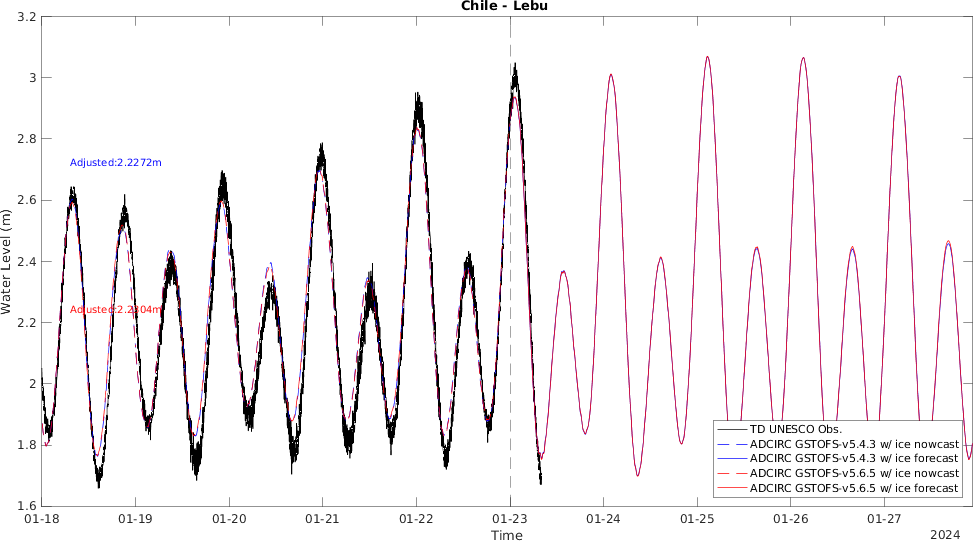 Chile - Lebu
3.2
3
2.8
2.6
2.4
2.2
2
1.8
1.6
Water Level (m)
Adjusted:2.2272m
Adjusted:2.2304m
TD UNESCO Obs.
ADCIRC GSTOFS-v5.4.3 w/ ice nowcast
ADCIRC GSTOFS-v5.4.3 w/ ice forecast
ADCIRC GSTOFS-v5.6.5 w/ ice nowcast
ADCIRC GSTOFS-v5.6.5 w/ ice forecast
01-18 01-19 01-20 01-21 01-22 01-23 01-24 01-25 01-26 01-27
Time
2024